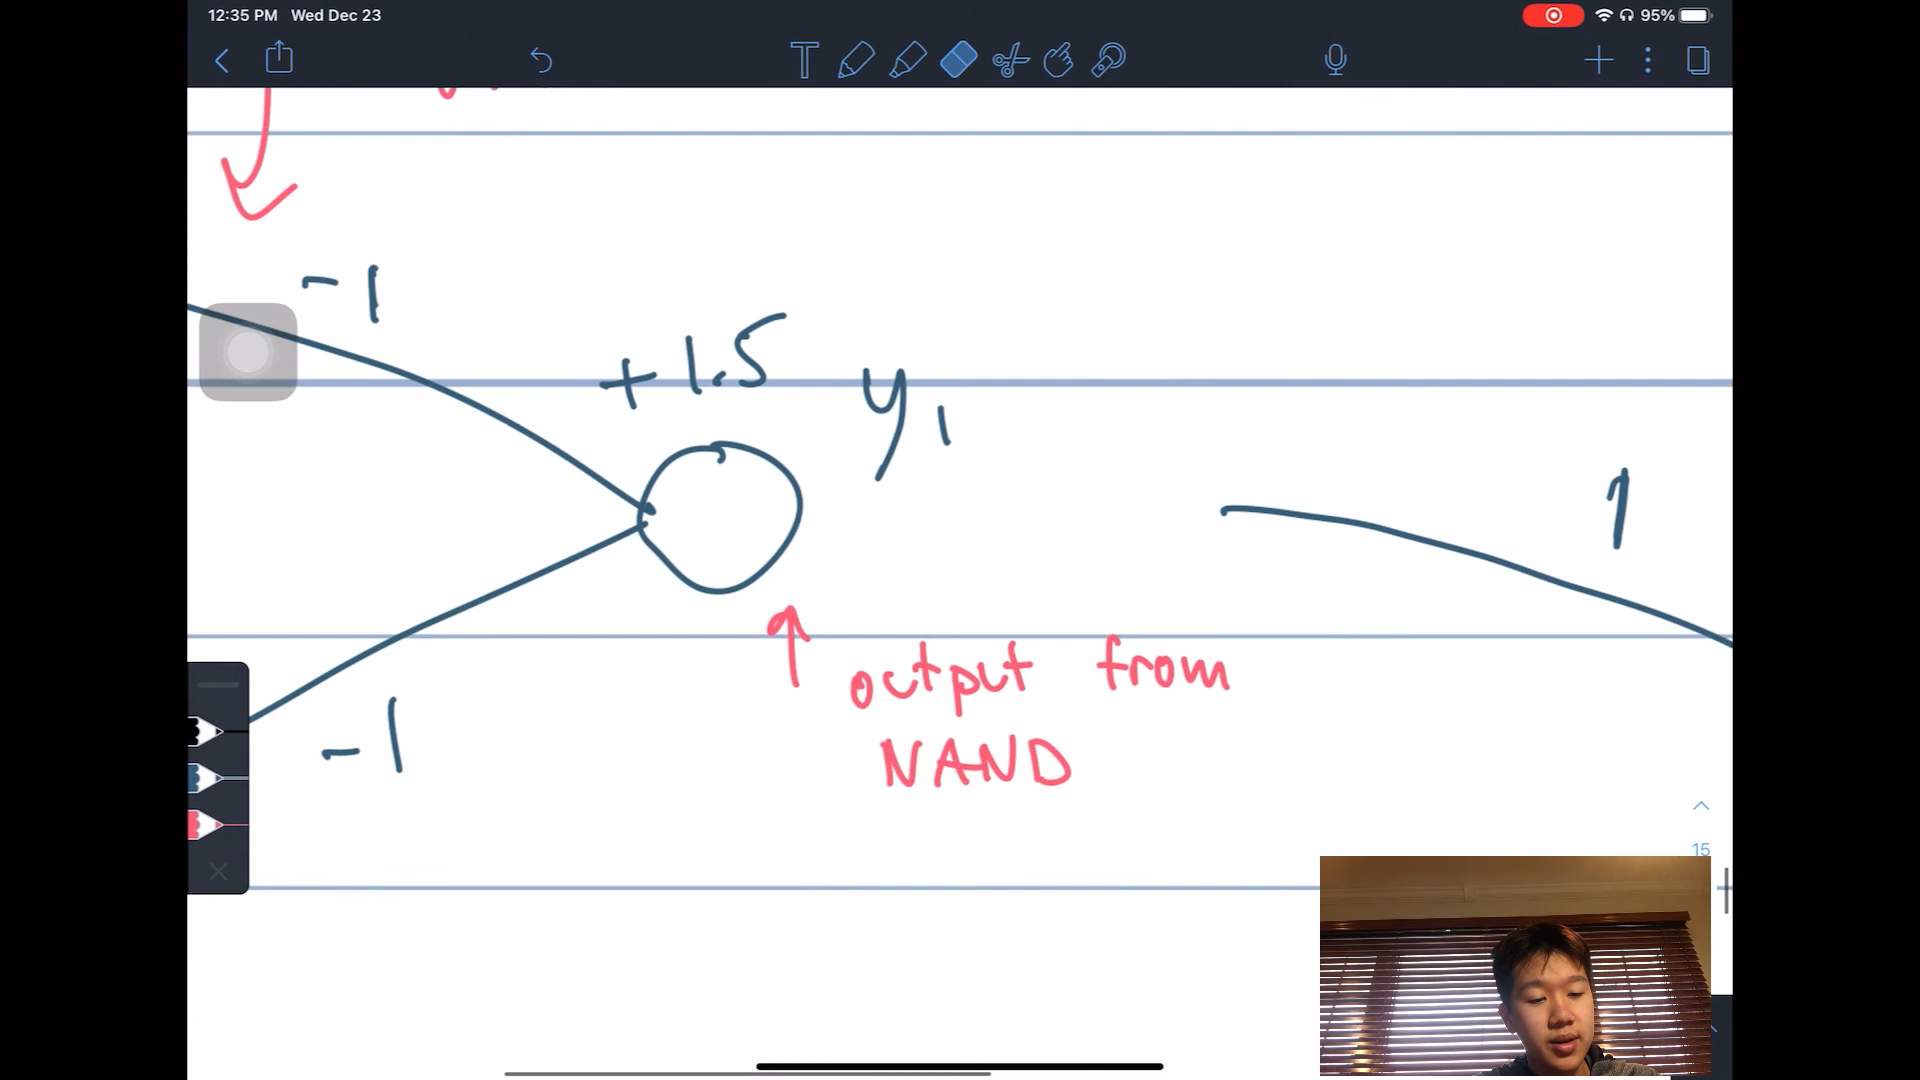 12:35 PM Wed Dec 23
95%
T
-1
+1.5
y1
1
output from
NAND
-1
15